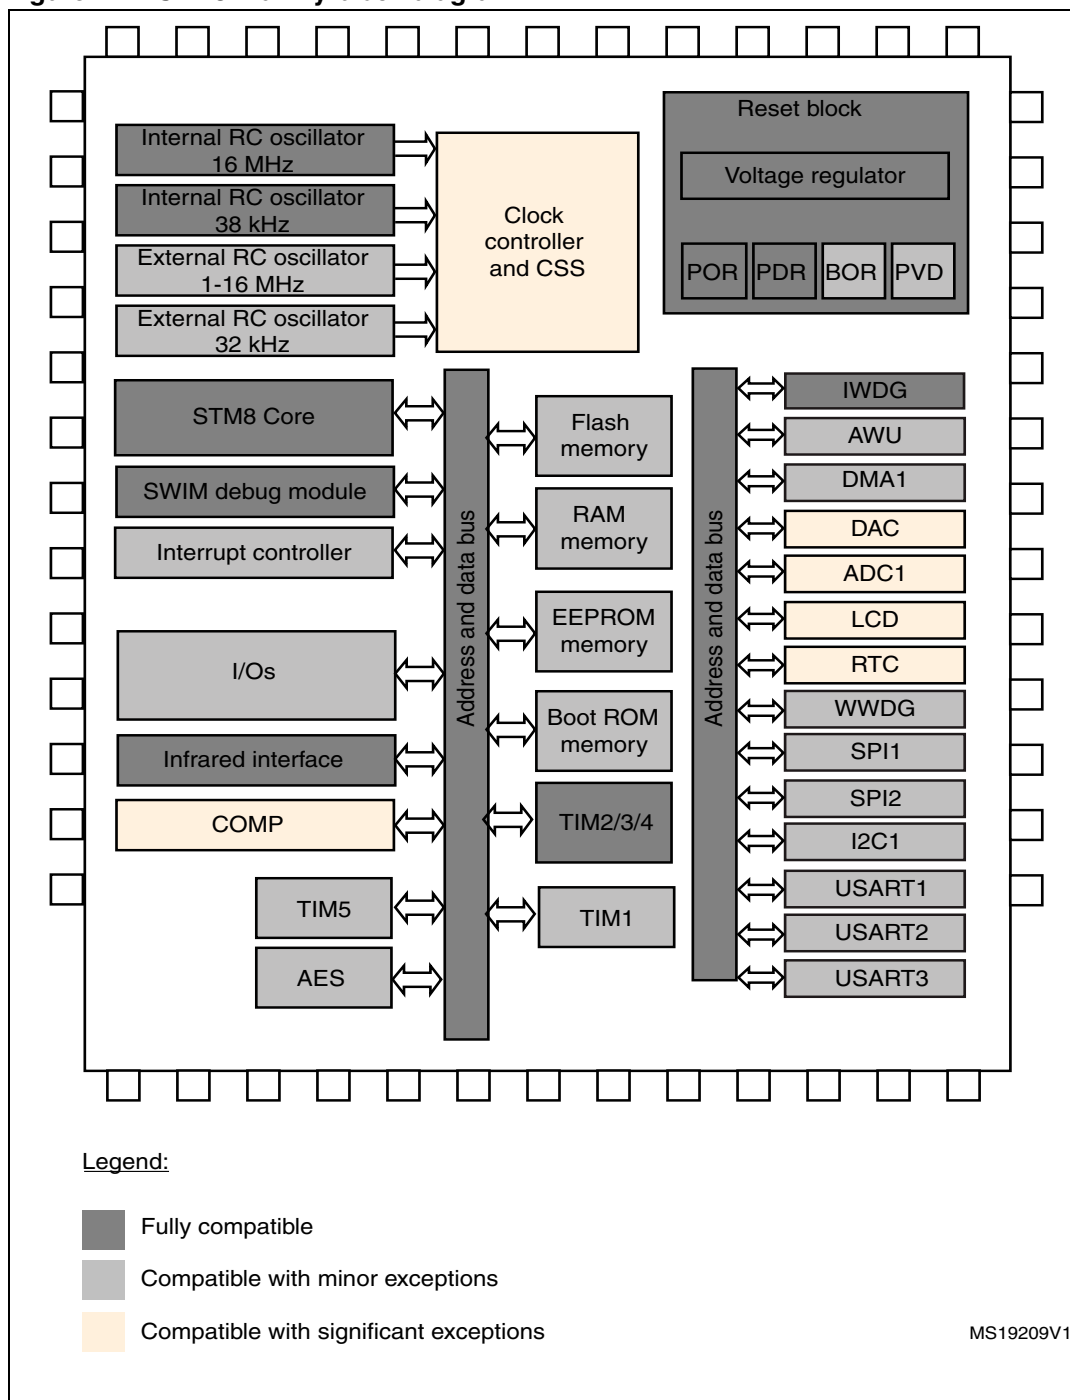 Internal RC oscillator
16 MHz
Internal RC oscillator
38 kHz
External RC oscillator
1-16 MHz
External RC oscillator
32 kHz
Clock
controller
and CSS
Reset block
Voltage regulator
POR
PDR
BOR
PVD
STM8 Core
SWIM debug module
Interrupt controller
I/Os
Infrared interface
COMP
TIM5
AES
Address and data bus
Flash
memory
RAM
memory
EEPROM
memory
Boot ROM
memory
TIM2/3/4
TIM1
Address and data bus
IWDG
AWU
DMA1
DAC
ADC1
LCD
RTC
WWDG
SPI1
SPI2
I2C1
USART1
USART2
USART3
Legend:
Fully compatible
Compatible with minor exceptions
Compatible with significant exceptions
MS19209V1